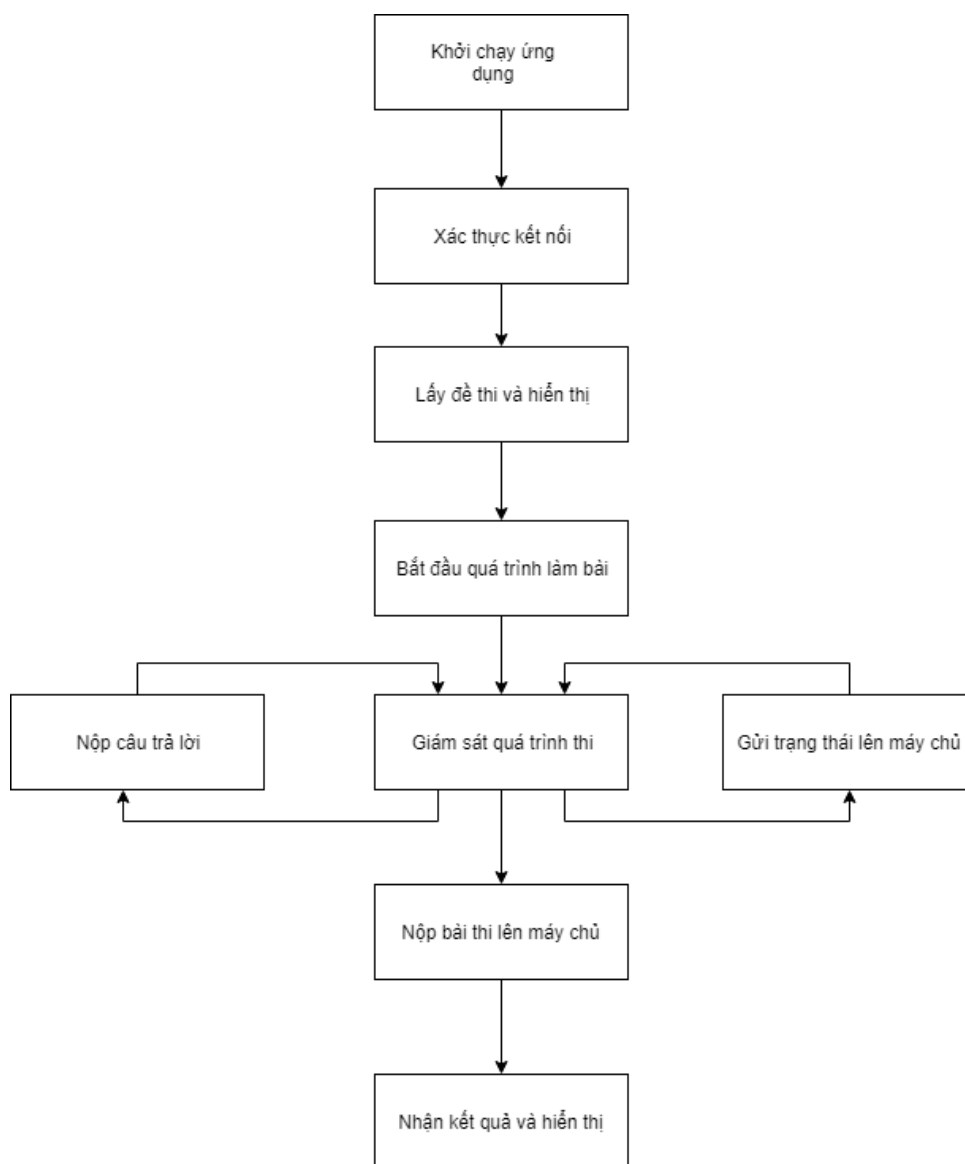 Khởi chạy ứng
dụng
Xác thực kết nối
Lấy đề thi và hiển thị
Bắt đầu quá trình làm bài
Nộp câu trả lời
Giám sát quá trình thi
Gửi trạng thái lên máy chủ
Nộp bài thi lên máy chủ
Nhận kết quả và hiển thị